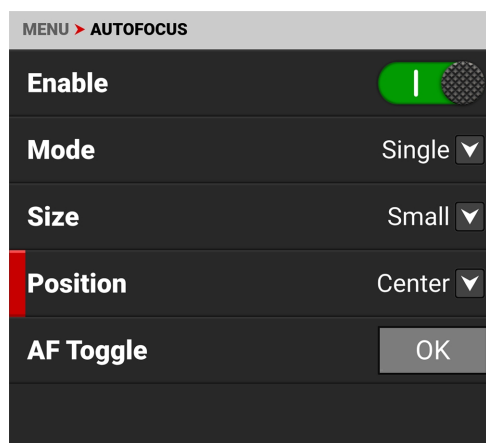 MENU ➤ AUTOFOCUS
Enable
Mode Single
Size Small
Position Center
AF Toggle OK